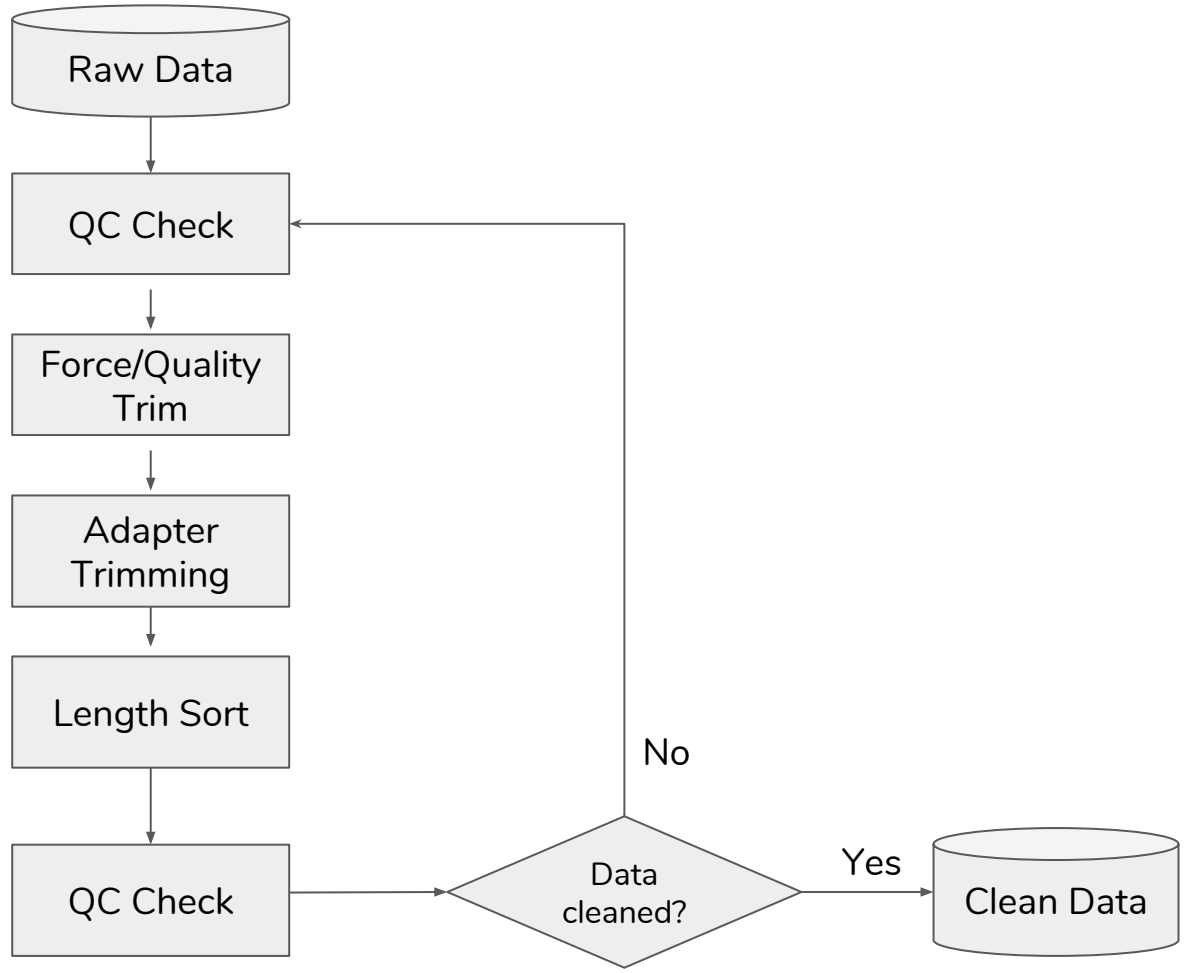 Raw Data
QC Check
Force/Quality
Trim
Adapter
Trimming
Length Sort
No
QC Check
Data
cleaned?
Yes
Clean Data